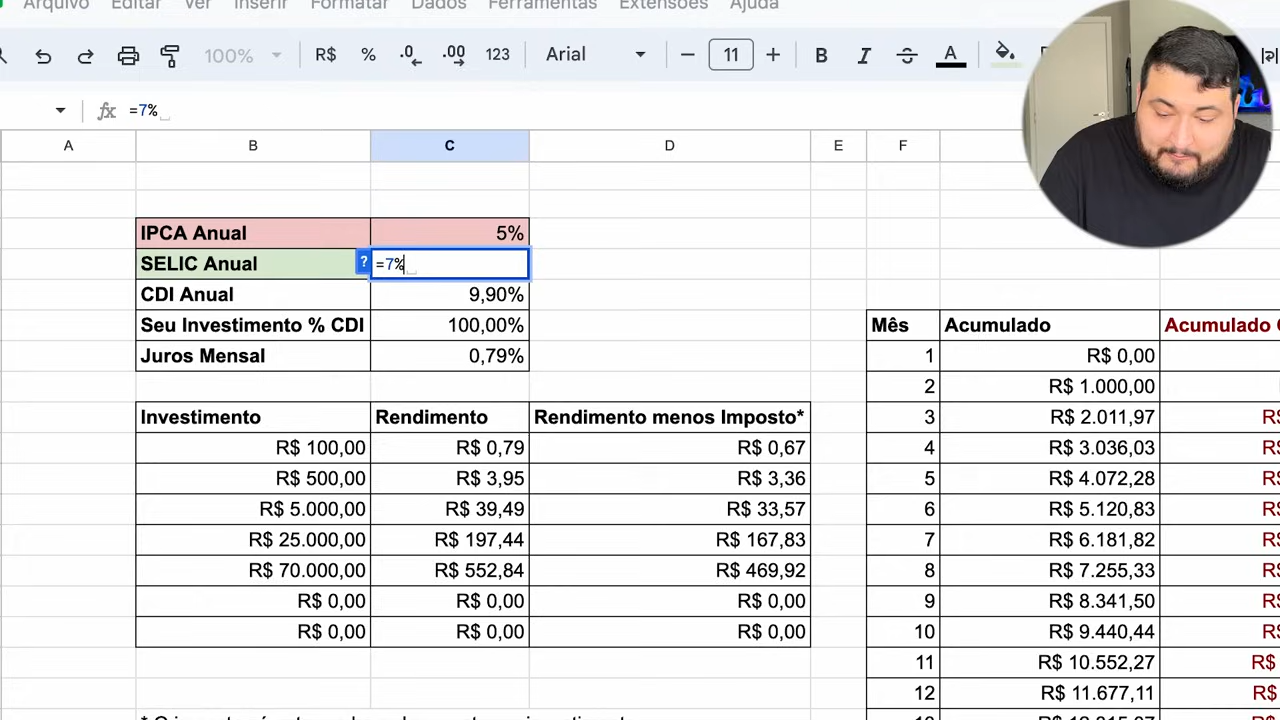 Arquivo Editar Ver Inserir Formatar Dados Ferramentas Extensões Ajuda
100% R$ % .0 .00 123 Arial 11 B I S A
fx =7%
A B C D E F
IPCA Anual 5%
SELIC Anual ? =7%
CDI Anual 9,90%
Seu Investimento % CDI 100,00%
Juros Mensal 0,79%
Investimento Rendimento Rendimento menos Imposto*
R$ 100,00 R$ 0,79 R$ 0,67
R$ 500,00 R$ 3,95 R$ 3,36
R$ 5.000,00 R$ 39,49 R$ 33,57
R$ 25.000,00 R$ 197,44 R$ 167,83
R$ 70.000,00 R$ 552,84 R$ 469,92
R$ 0,00 R$ 0,00 R$ 0,00
R$ 0,00 R$ 0,00 R$ 0,00
Mês Acumulado Acumulado
1 R$ 0,00
2 R$ 1.000,00
3 R$ 2.011,97 R$
4 R$ 3.036,03 R$
5 R$ 4.072,28 R$
6 R$ 5.120,83 R$
7 R$ 6.181,82 R$
8 R$ 7.255,33 R$
9 R$ 8.341,50 R$
10 R$ 9.440,44 R$
11 R$ 10.552,27 R$
12 R$ 11.677,11 R$